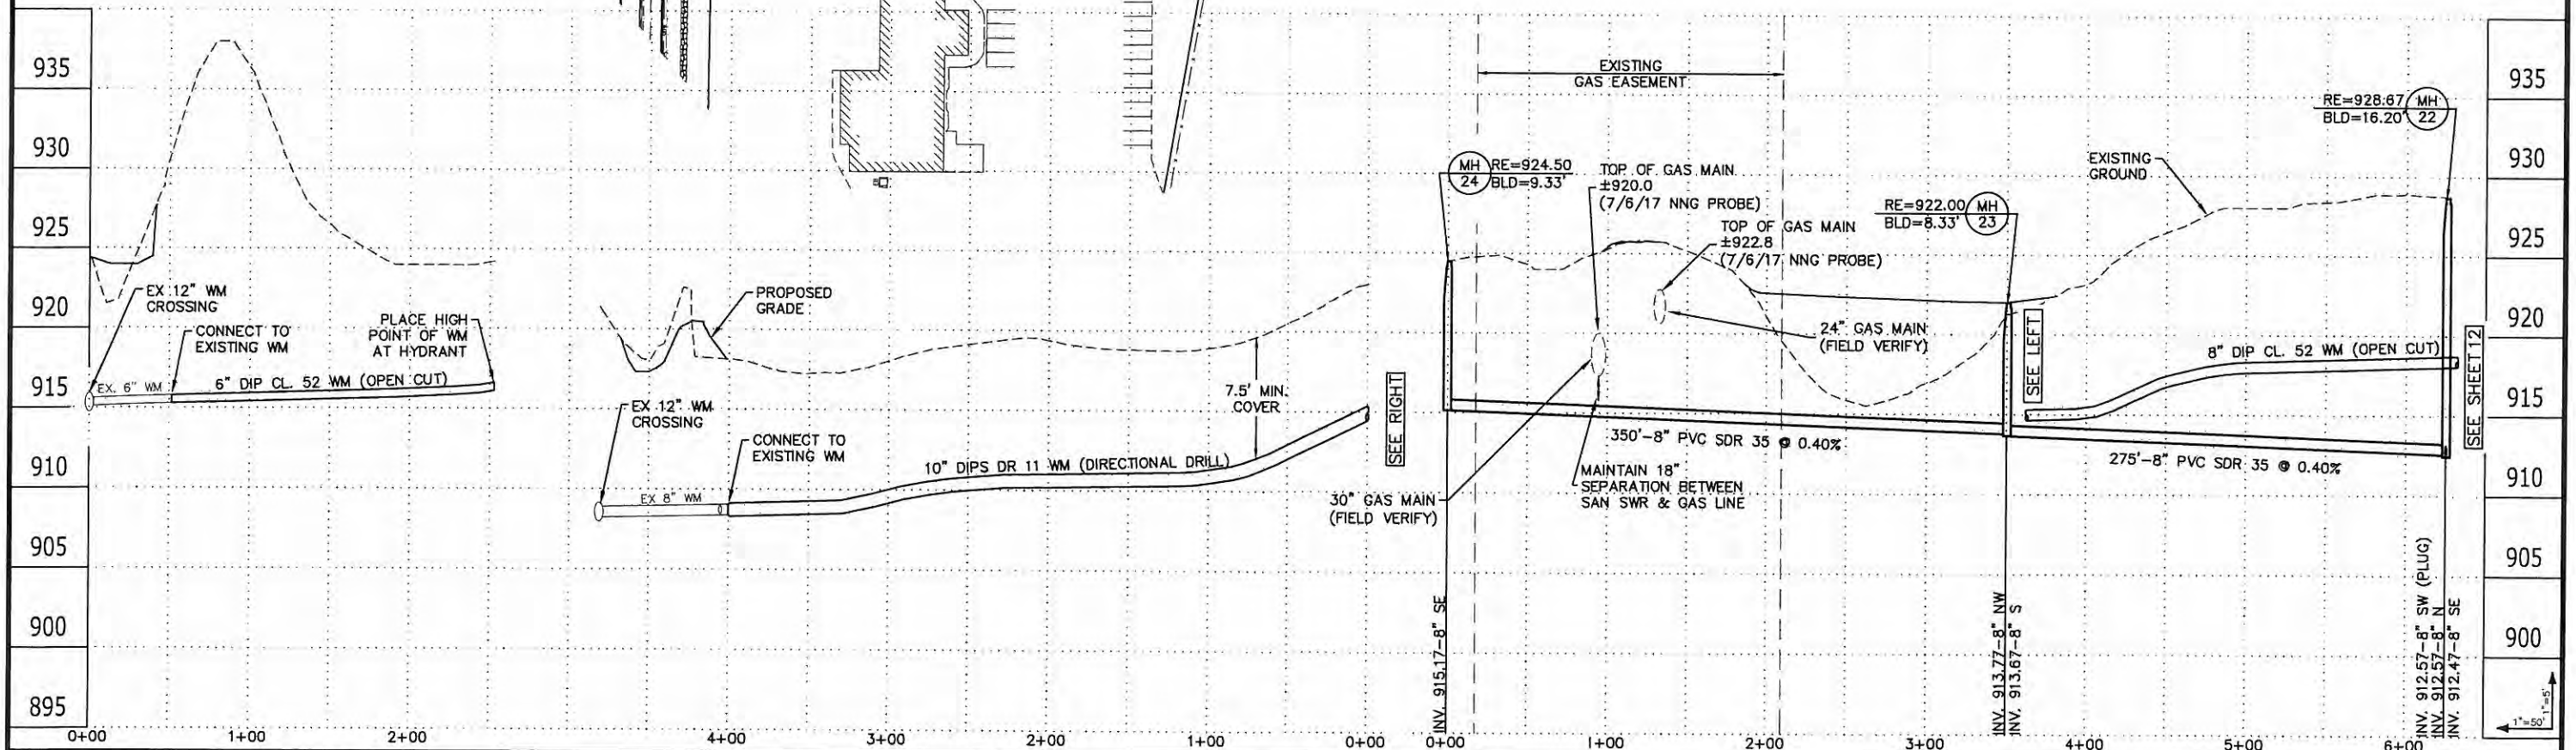 935
930
925
920
915
910
905
900
895
EX 12" WM
CROSSING
CONNECT TO
EXISTING WM
PLACE HIGH
POINT OF WM
AT HYDRANT
EX. 6" WM
6" DIP CL. 52 WM (OPEN CUT)
PROPOSED
GRADE
EX 12" WM
CROSSING
CONNECT TO
EXISTING WM
EX 8" WM
10" DIPS DR 11 WM (DIRECTIONAL DRILL)
7.5' MIN.
COVER
SEE RIGHT
EXISTING
GAS EASEMENT
MH
24
RE=924.50
BLD=9.33'
TOP OF GAS MAIN
±920.0
(7/6/17 NNG PROBE)
TOP OF GAS MAIN
±922.8
(7/6/17 NNG PROBE)
RE=922.00
BLD=8.33'
MH
23
RE=928.67
BLD=16.20'
MH
22
EXISTING
GROUND
24" GAS MAIN
(FIELD VERIFY)
SEE LEFT
8" DIP CL. 52 WM (OPEN CUT)
SEE SHEET 12
350'-8" PVC SDR 35 @ 0.40%
275'-8" PVC SDR 35 @ 0.40%
MAINTAIN 18"
SEPARATION BETWEEN
SAN SWR & GAS LINE
30" GAS MAIN
(FIELD VERIFY)
INV. 915.17-8" SE
INV. 913.77-8" NW
INV. 913.67-8" S
INV. 912.57-8" SW (PLUG)
INV. 912.57-8" N
INV. 912.47-8" SE
935
930
925
920
915
910
905
900
1"=5'
1"=50'
0+00
1+00
2+00
4+00
3+00
2+00
1+00
0+00
0+00
1+00
2+00
3+00
4+00
5+00
6+00